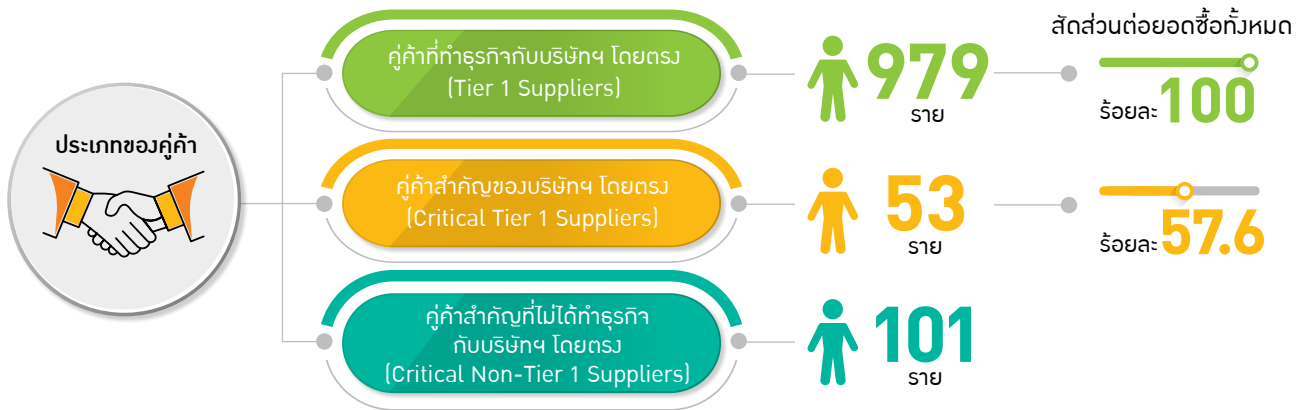 สัดส่วนต่อยอดซื้อทั้งหมด
ประเภทของคู่ค้า
คู่ค้าที่ทำธุรกิจกับบริษัทฯ โดยตรง
(Tier 1 Suppliers)
979
ราย
ร้อยละ 100
คู่ค้าสำคัญของบริษัทฯ โดยตรง
(Critical Tier 1 Suppliers)
53
ราย
ร้อยละ 57.6
คู่ค้าสำคัญที่ไม่ได้ทำธุรกิจ
กับบริษัทฯ โดยตรง
(Critical Non-Tier 1 Suppliers)
101
ราย